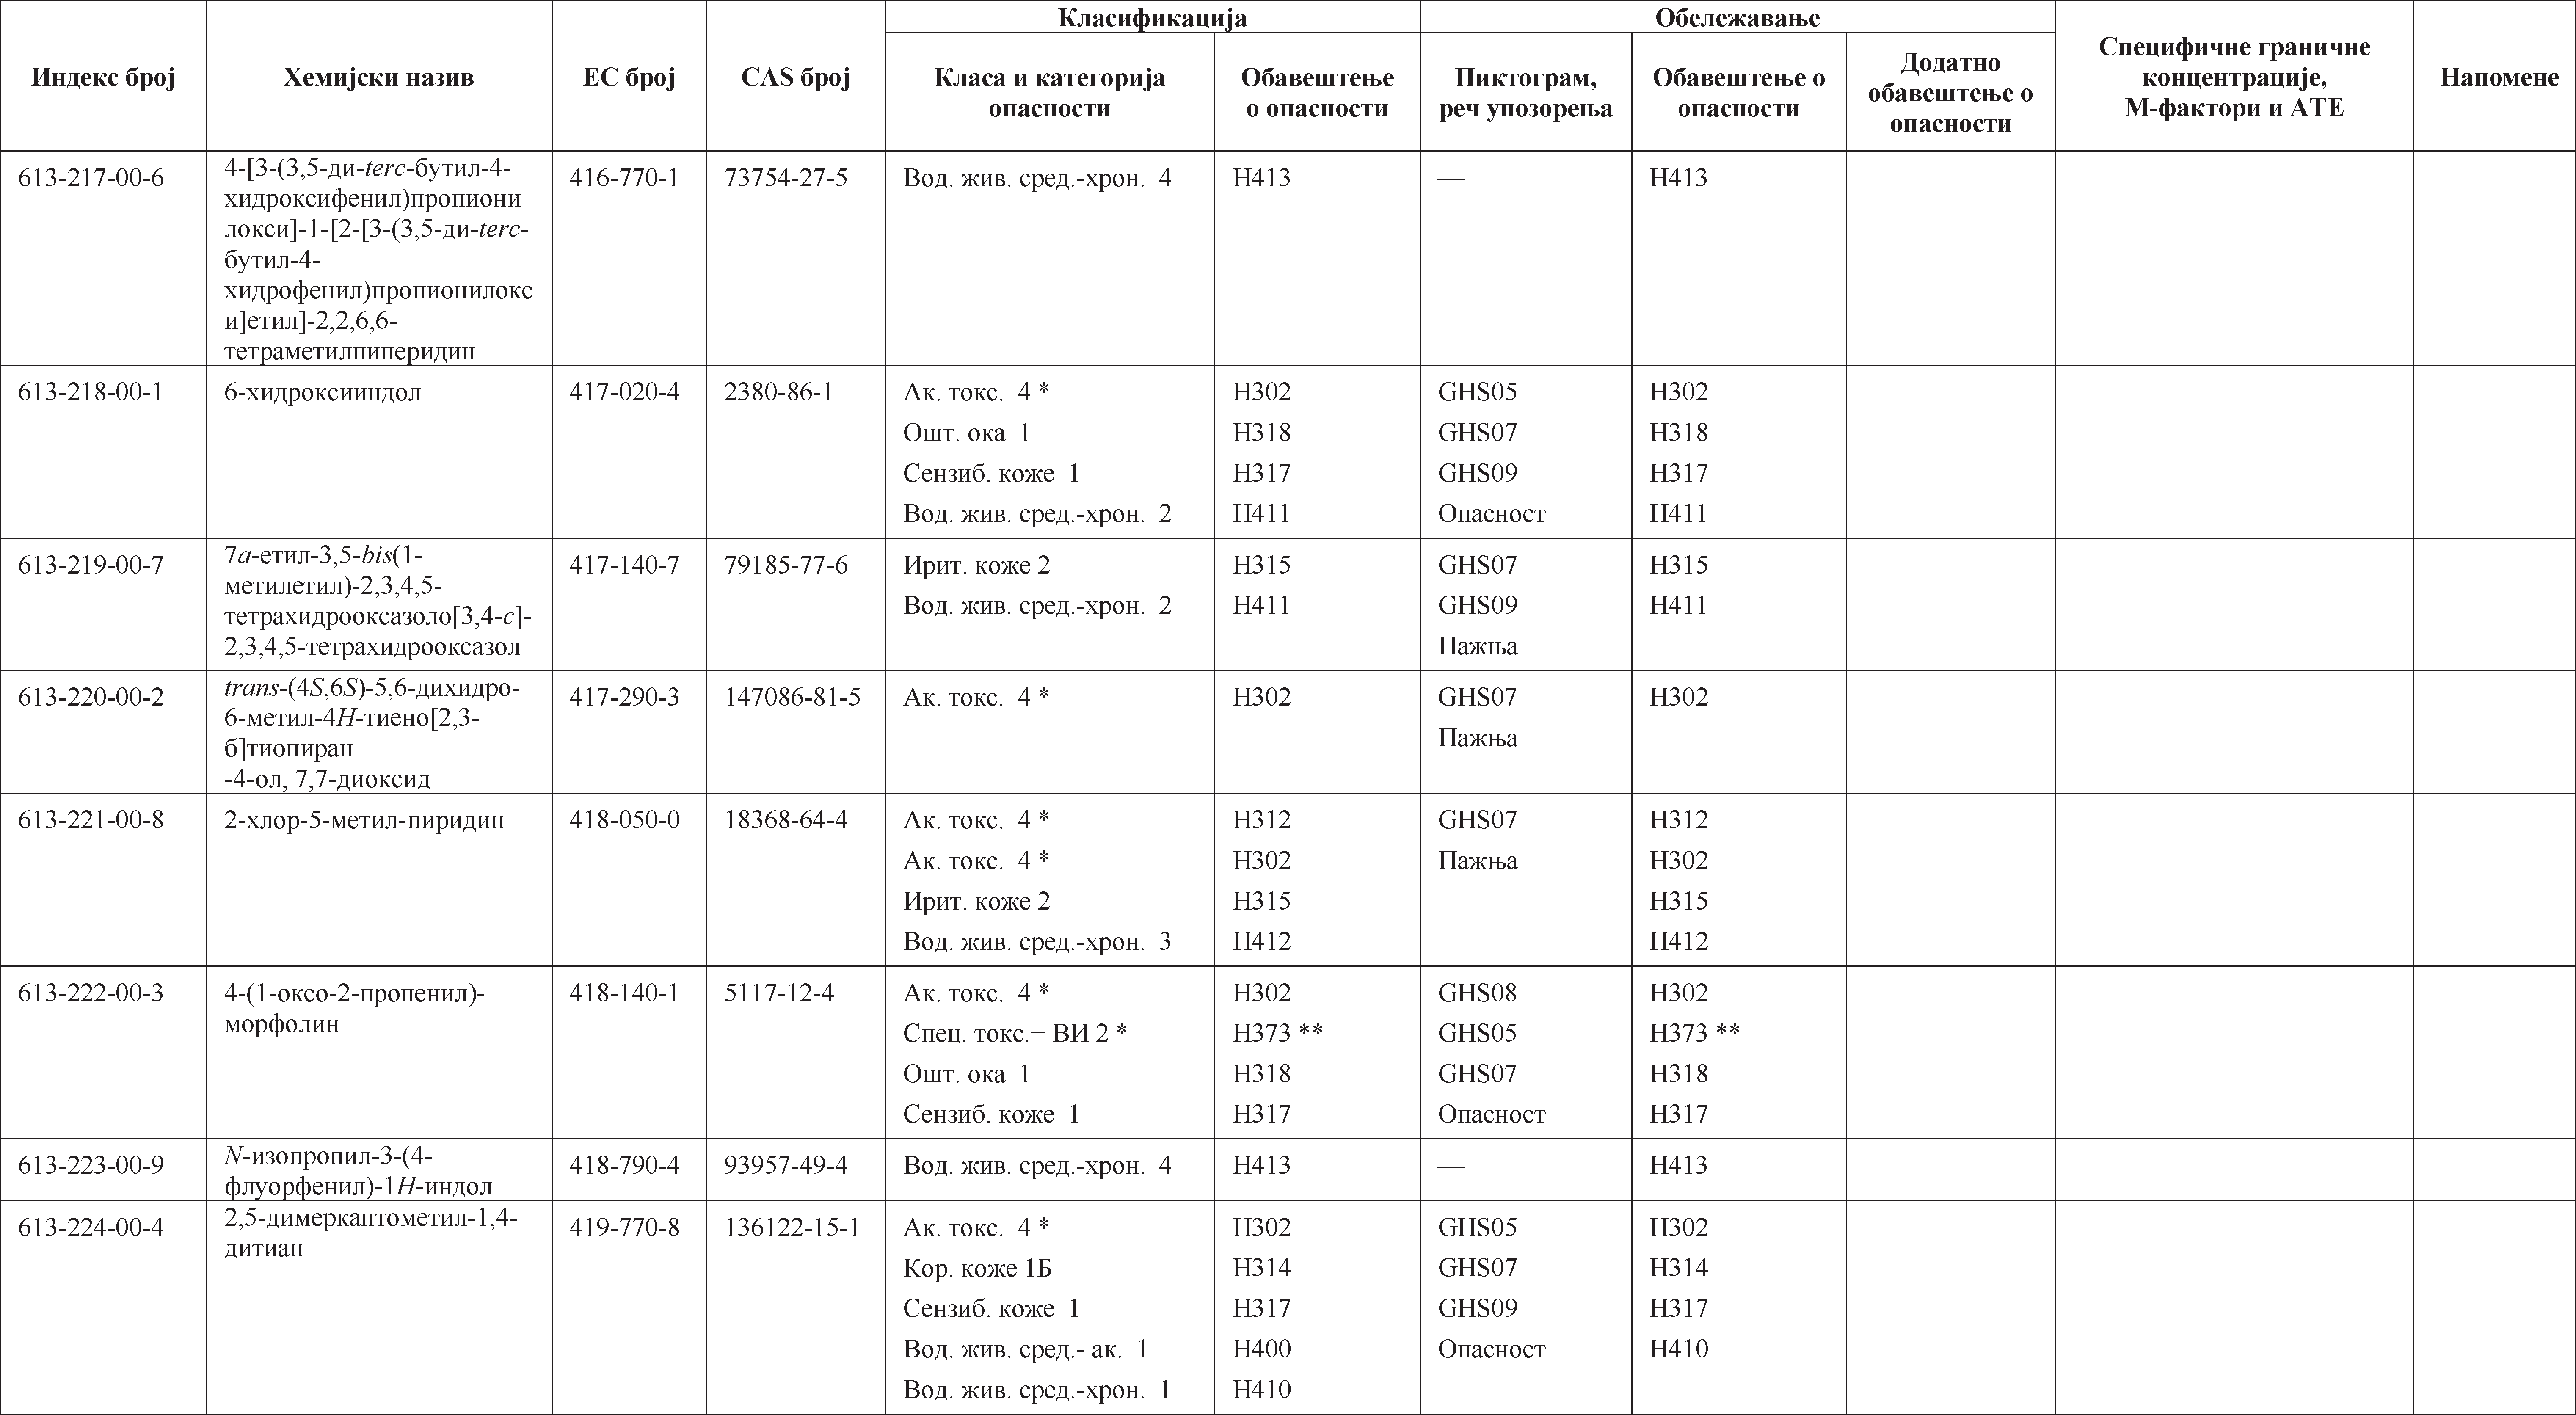 Класификација
Обележавање
Индекс број
Хемијски назив
ЕС број
CAS број
Класа и категорија
опасности
Обавештење
о опасности
Пиктограм,
реч упозорења
Обавештење о
опасности
Додатно
обавештење о
опасности
Специфичне граничне
концентрације,
М-фактори и АТЕ
Напомене
613-217-00-6
4-[3-(3,5-ди-terc-бутил-4-
хидроксифенил)пропиони
локси]-1-[2-[3-(3,5-ди-terc-
бутил-4-
хидрофенил)пропионилокс
и]етил]-2,2,6,6-
тетраметилпиперидин
416-770-1
73754-27-5
Вод. жив. сред.-хрон. 4
H413
—
H413
613-218-00-1
6-хидроксииндол
417-020-4
2380-86-1
Ак. токс. 4 *
Ошт. ока 1
Сензиб. коже 1
Вод. жив. сред.-хрон. 2
H302
H318
H317
H411
GHS05
GHS07
GHS09
Опасност
H302
H318
H317
H411
613-219-00-7
7a-етил-3,5-bis(1-
метилетил)-2,3,4,5-
тетрахидрооксазоло[3,4-c]-
2,3,4,5-тетрахидрооксазол
417-140-7
79185-77-6
Ирит. коже 2
Вод. жив. сред.-хрон. 2
H315
H411
GHS07
GHS09
Пажња
H315
H411
613-220-00-2
trans-(4S,6S)-5,6-дихидро-
6-метил-4H-тиено[2,3-
б]тиопиран
-4-ол, 7,7-диоксид
417-290-3
147086-81-5
Ак. токс. 4 *
H302
GHS07
Пажња
H302
613-221-00-8
2-хлор-5-метил-пиридин
418-050-0
18368-64-4
Ак. токс. 4 *
Ак. токс. 4 *
Ирит. коже 2
Вод. жив. сред.-хрон. 3
H312
H302
H315
H412
GHS07
Пажња
H312
H302
H315
H412
613-222-00-3
4-(1-оксо-2-пропенил)-
морфолин
418-140-1
5117-12-4
Ак. токс. 4 *
Спец. токс.− ВИ 2 *
Ошт. ока 1
Сензиб. коже 1
H302
H373 **
H318
H317
GHS08
GHS05
GHS07
Опасност
H302
H373 **
H318
H317
613-223-00-9
N-изопропил-3-(4-
флуорфенил)-1H-индол
418-790-4
93957-49-4
Вод. жив. сред.-хрон. 4
H413
—
H413
613-224-00-4
2,5-димеркаптометил-1,4-
дитиан
419-770-8
136122-15-1
Ак. токс. 4 *
Кор. коже 1Б
Сензиб. коже 1
Вод. жив. сред.- ак. 1
Вод. жив. сред.-хрон. 1
H302
H314
H317
H400
H410
GHS05
GHS07
GHS09
Опасност
H302
H314
H317
H410